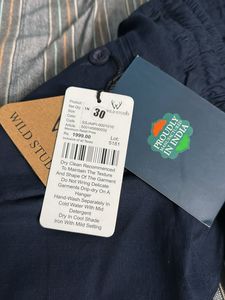 30
1999.00
Lot:
5161
Dry Clean Recommended
To Maintain The Texture
And Shape Of The Garment
Do Not Wring Delicate
Garments Drip-dry On A
Hanger
Hand-Wash Separately In
Cold Water With Mild
Detergent
Dry In Cool Shade
Iron With Mild Setting
WILD STUD
PROUDLY
IN INDIA